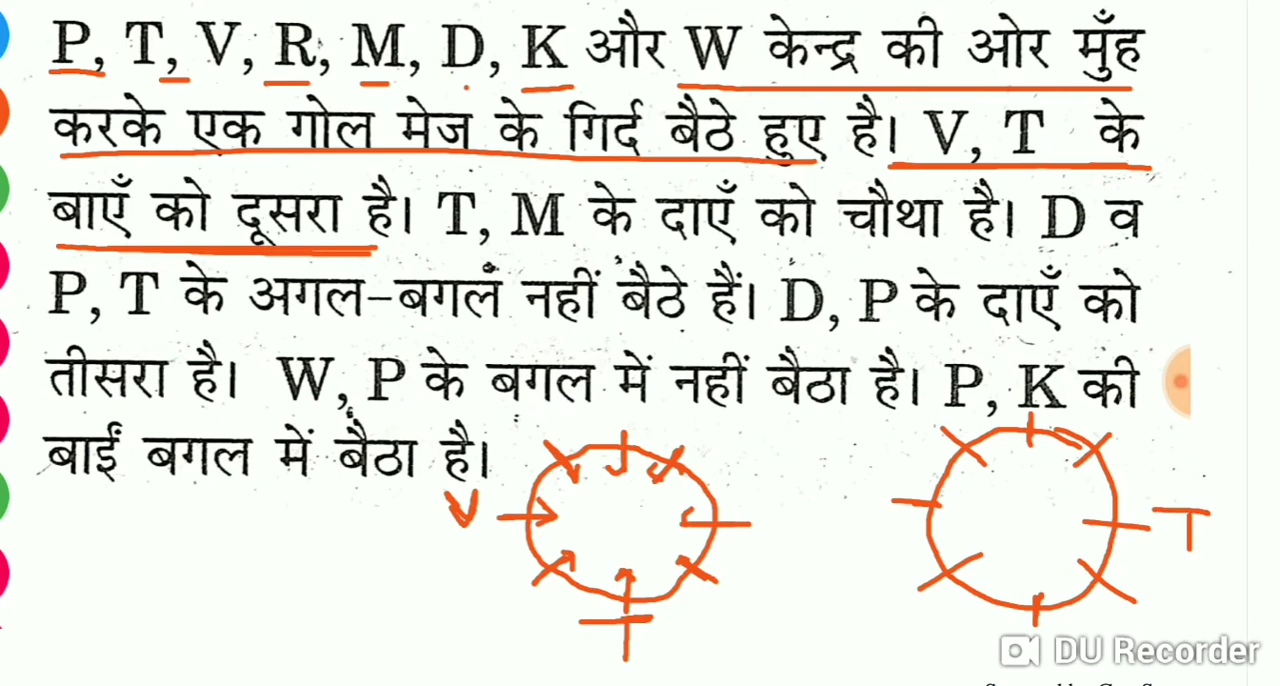 P, T, V, R, M, D, K और W केन्द्र की ओर मुँह
करके एक गोल मेज के गिर्द बैठे हुए है। V, T के
बाएँ को दूसरा है। T, M के दाएँ को चौथा है। D व
P, T के अगल-बगल नहीं बैठे हैं। D, P के दाएँ को
तीसरा है। W, P के बगल में नहीं बैठा है। P, K की
बाईं बगल में बैठा है।
V
T
T
DU Recorder